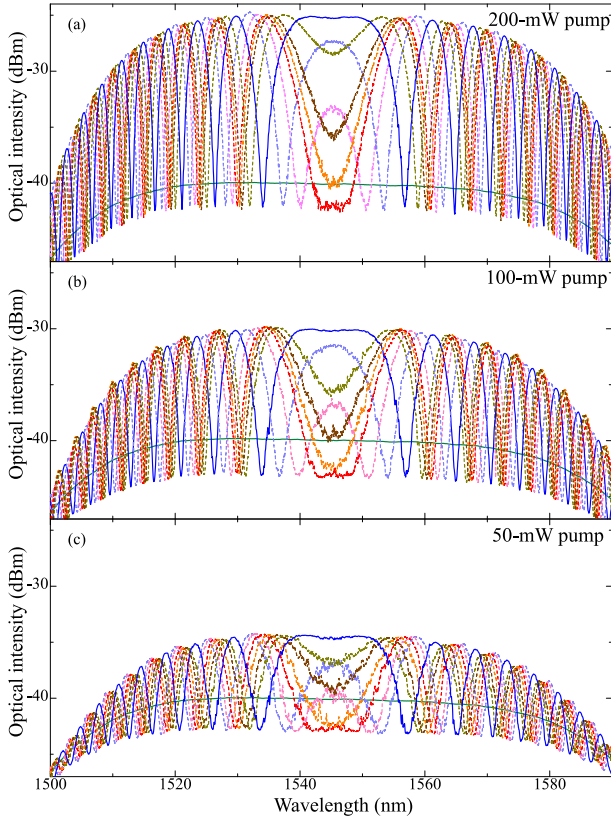 (a)
200-mW pump
Optical intensity (dBm)
-30
-40
(b)
100-mW pump
Optical intensity (dBm)
-30
-40
(c)
50-mW pump
Optical intensity (dBm)
-30
-40
1500 1520 1540 1560 1580
Wavelength (nm)